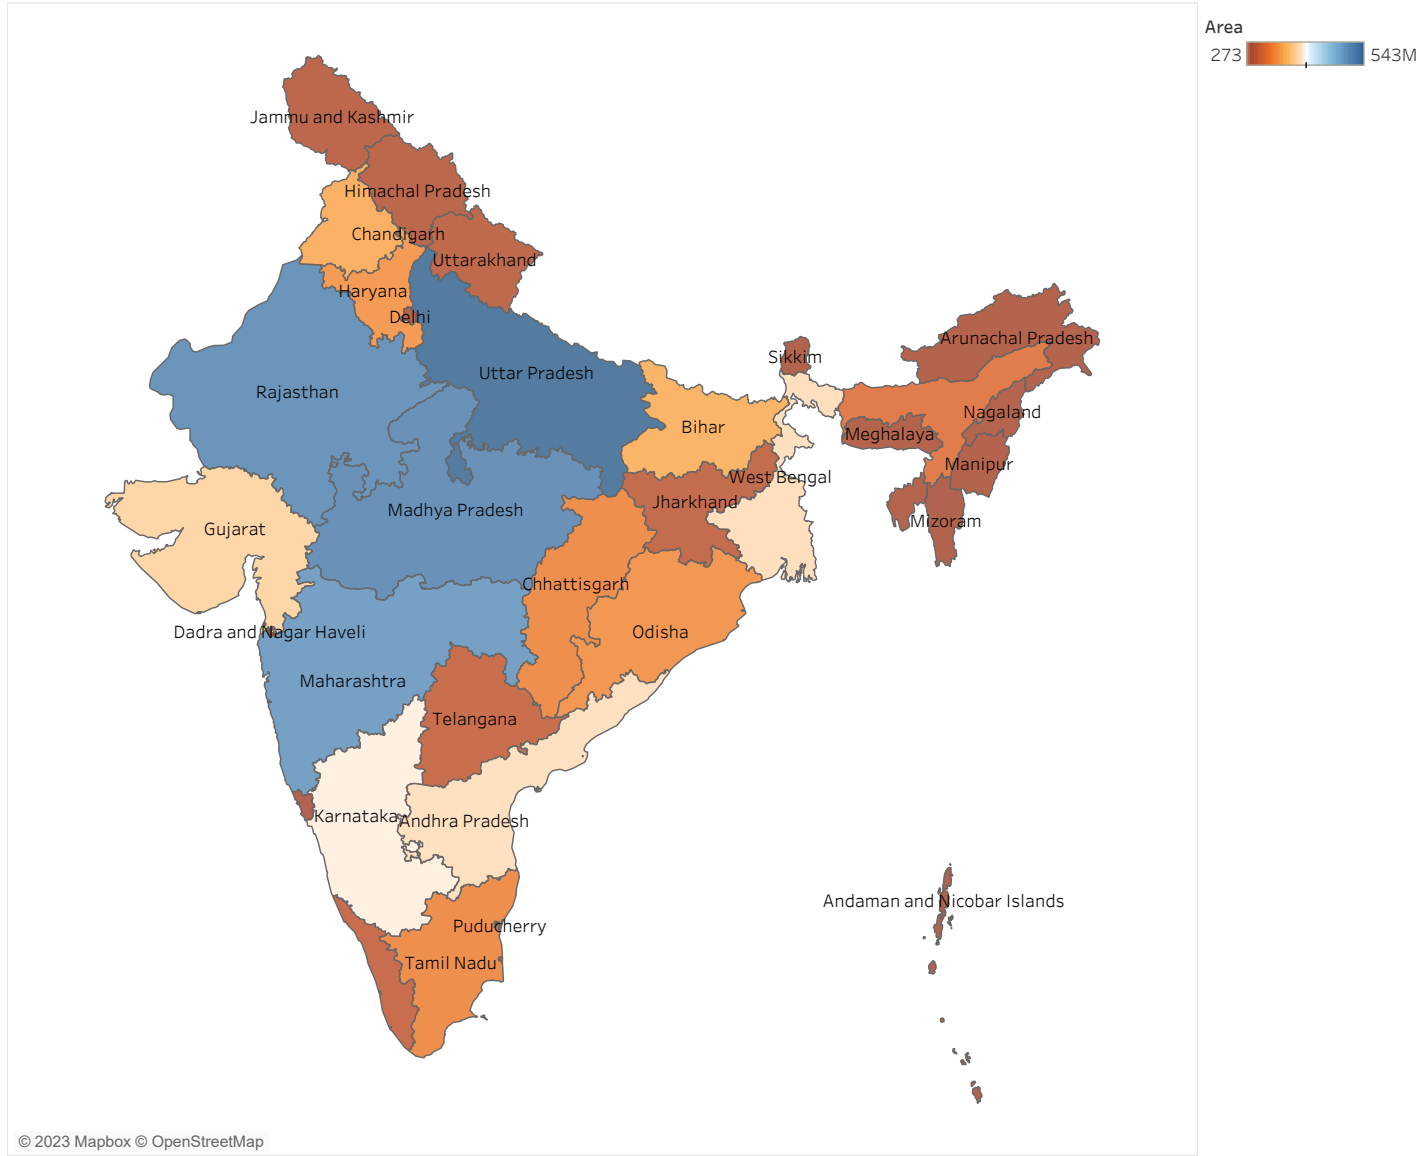 Area
273
543M
Jammu and Kashmir
Himachal Pradesh
Chandigarh
Uttarakhand
Haryana
Delhi
Arunachal Pradesh
Sikkim
Uttar Pradesh
Rajasthan
Nagaland
Bihar
Meghalaya
Manipur
West Bengal
Jharkhand
Madhya Pradesh
Mizoram
Gujarat
Chhattisgarh
Dadra and Nagar Haveli
Odisha
Maharashtra
Telangana
Karnataka
Andhra Pradesh
Andaman and Nicobar Islands
Puducherry
Tamil Nadu
© 2023 Mapbox © OpenStreetMap